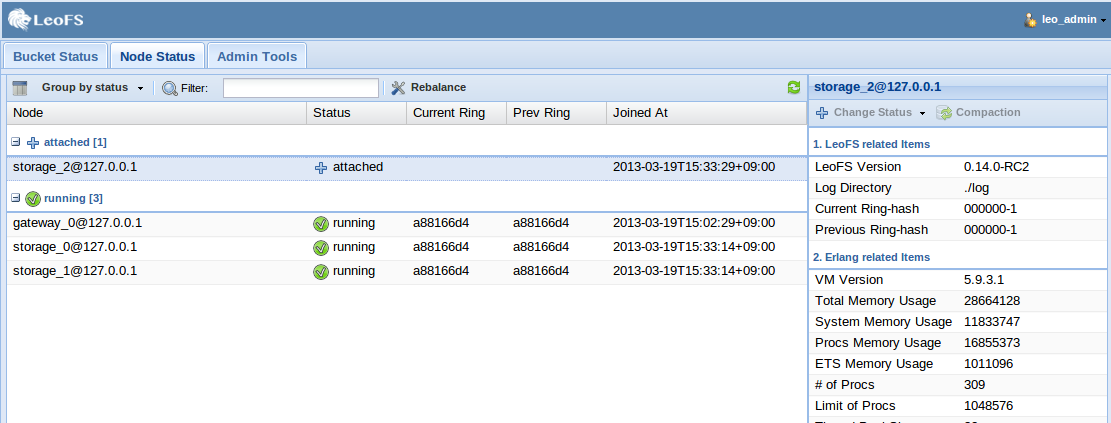 LeoFS
leo_admin
Bucket Status Node Status Admin Tools
Group by status Filter: Rebalance
Node Status Current Ring Prev Ring Joined At
attached [1]
storage_2@127.0.0.1 attached 2013-03-19T15:33:29+09:00
running [3]
gateway_0@127.0.0.1 running a88166d4 a88166d4 2013-03-19T15:02:29+09:00
storage_0@127.0.0.1 running a88166d4 a88166d4 2013-03-19T15:33:14+09:00
storage_1@127.0.0.1 running a88166d4 a88166d4 2013-03-19T15:33:14+09:00
storage_2@127.0.0.1
Change Status Compaction
1. LeoFS related Items
LeoFS Version 0.14.0-RC2
Log Directory ./log
Current Ring-hash 000000-1
Previous Ring-hash 000000-1
2. Erlang related Items
VM Version 5.9.3.1
Total Memory Usage 28664128
System Memory Usage 11833747
Procs Memory Usage 16855373
ETS Memory Usage 1011096
# of Procs 309
Limit of Procs 1048576